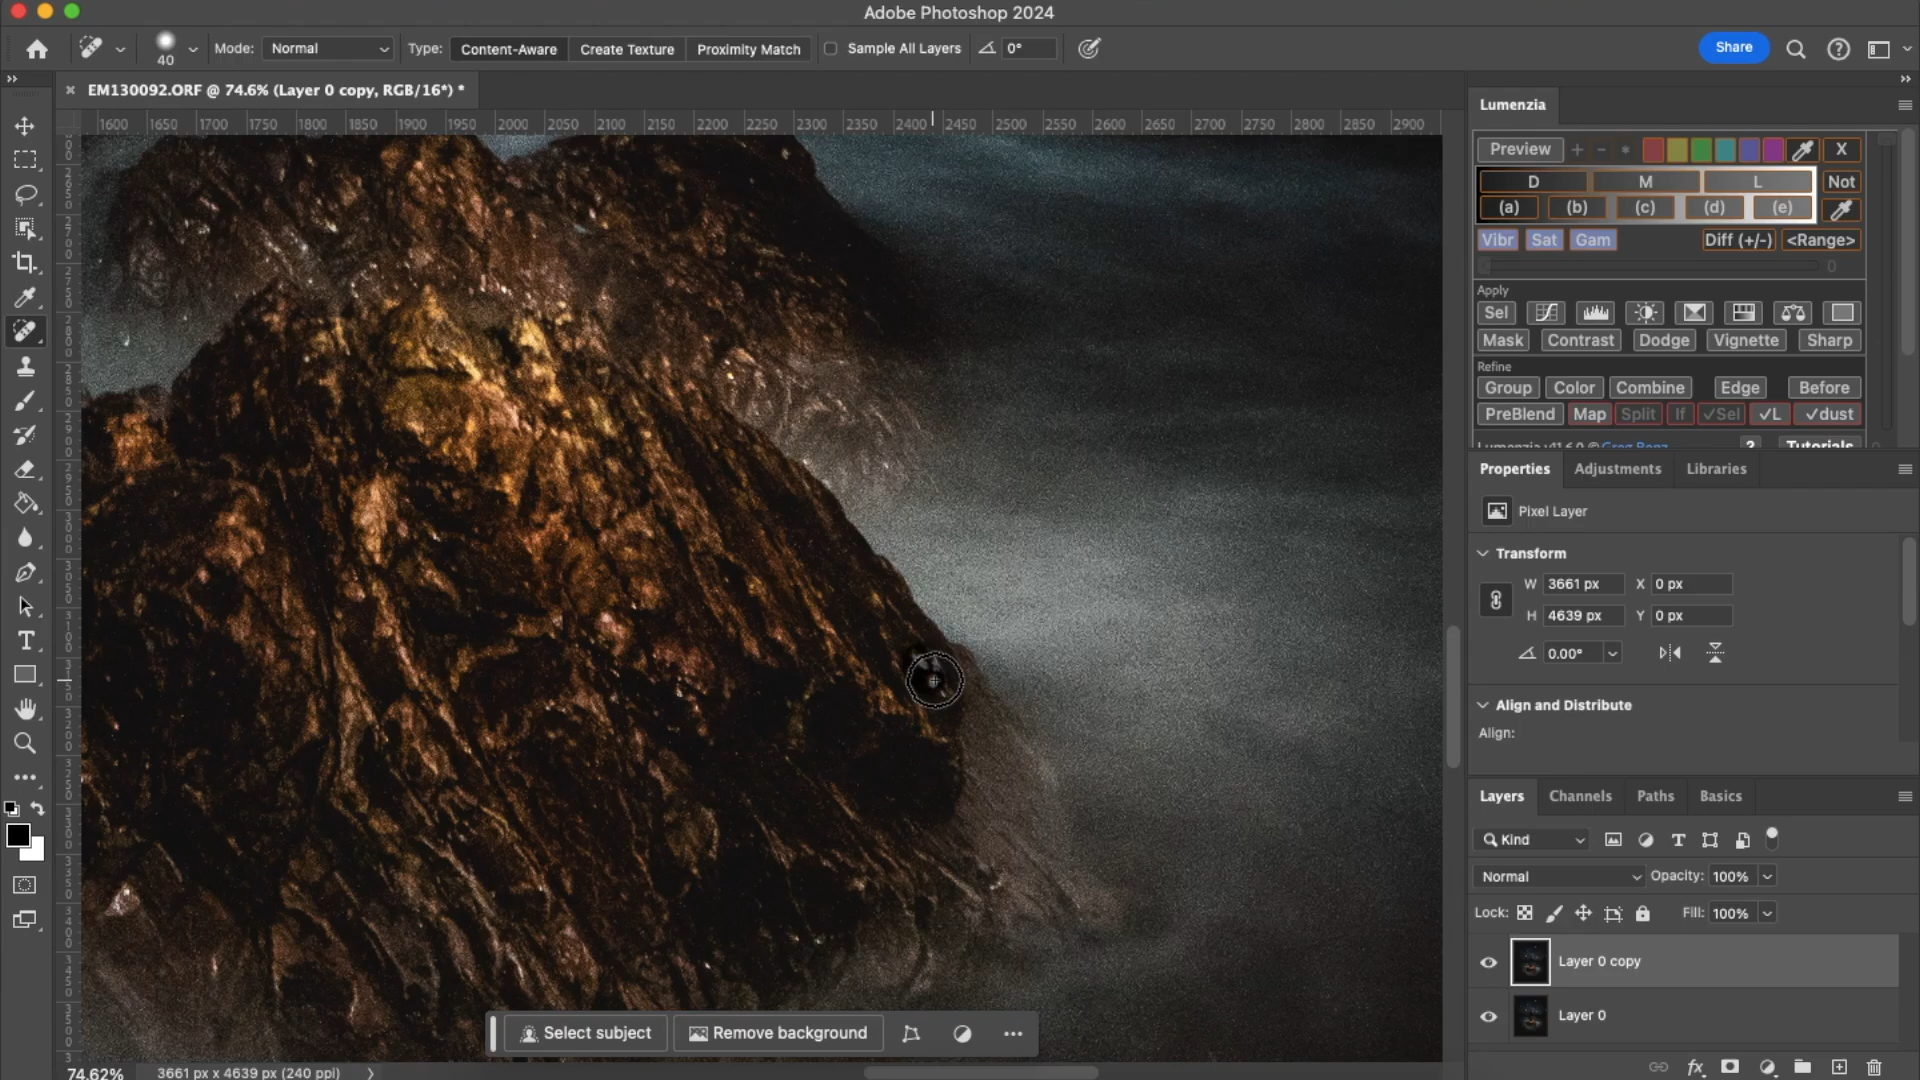 Adobe Photoshop 2024
40 Mode: Normal Type: Content-Aware Create Texture Proximity Match Sample All Layers 0° Share
EM130092.ORF @ 74.6% (Layer 0 copy, RGB/16*) *
1600 1650 1700 1750 1800 1850 1900 1950 2000 2050 2100 2150 2200 2250 2300 2350 2400 2450 2500 2550 2600 2650 2700 2750 2800 2850 2900
Lumenzia
Preview + - * X
D M L Not
(a) (b) (c) (d) (e)
Vibr Sat Gam Diff (+/-) <Range>
0
Apply
Sel
Mask Contrast Dodge Vignette Sharp
Refine
Group Color Combine Edge Before
PreBlend Map Split If ✓Sel ✓L ✓dust
Lumenzia v11.6.0 © Greg Benz ? Tutorials
Properties Adjustments Libraries
Pixel Layer
Transform
W 3661 px X 0 px
H 4639 px Y 0 px
0.00°
Align and Distribute
Align:
Layers Channels Paths Basics
Kind
Normal Opacity: 100%
Lock: Fill: 100%
Layer 0 copy
Layer 0
Select subject Remove background
74.62% 3661 px x 4639 px (240 ppi)